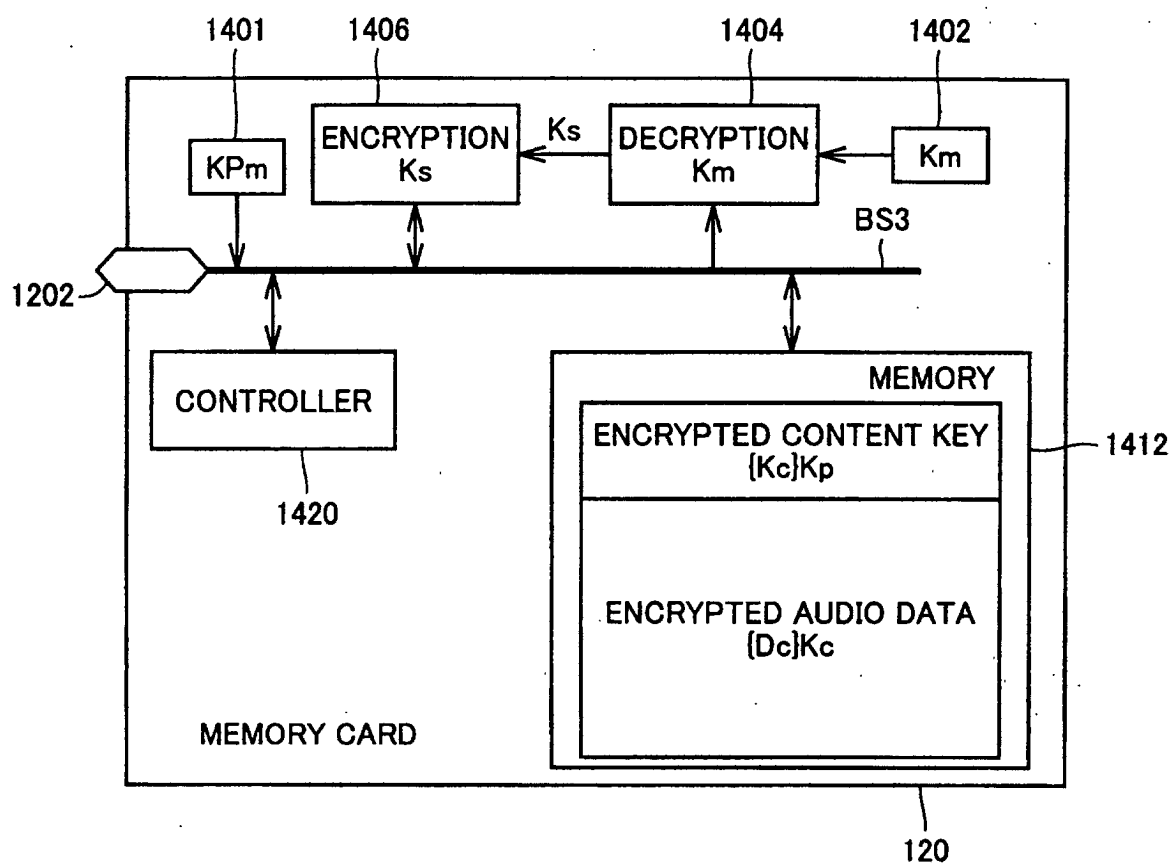 1401
1406
1404
1402
KPm
ENCRYPTION
Ks
Ks
DECRYPTION
Km
Km
BS3
1202
CONTROLLER
1420
MEMORY
ENCRYPTED CONTENT KEY
{Kc}Kp
1412
ENCRYPTED AUDIO DATA
{Dc}Kc
MEMORY CARD
120